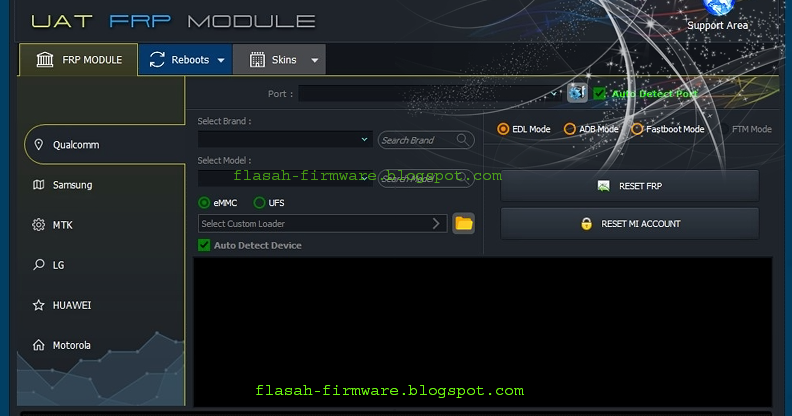 UAT FRP MODULE
Support Area
FRP MODULE
Reboots
Skins
Port :
Auto Detect Port
Select Brand :
Search Brand
EDL Mode
ADB Mode
Fastboot Mode
FTM Mode
Qualcomm
Select Model :
flasah-firmware.blogspot.com
Search Model
Samsung
RESET FRP
eMMC
UFS
MTK
Select Custom Loader
RESET MI ACCOUNT
Auto Detect Device
LG
HUAWEI
Motorola
flasah-firmware.blogspot.com